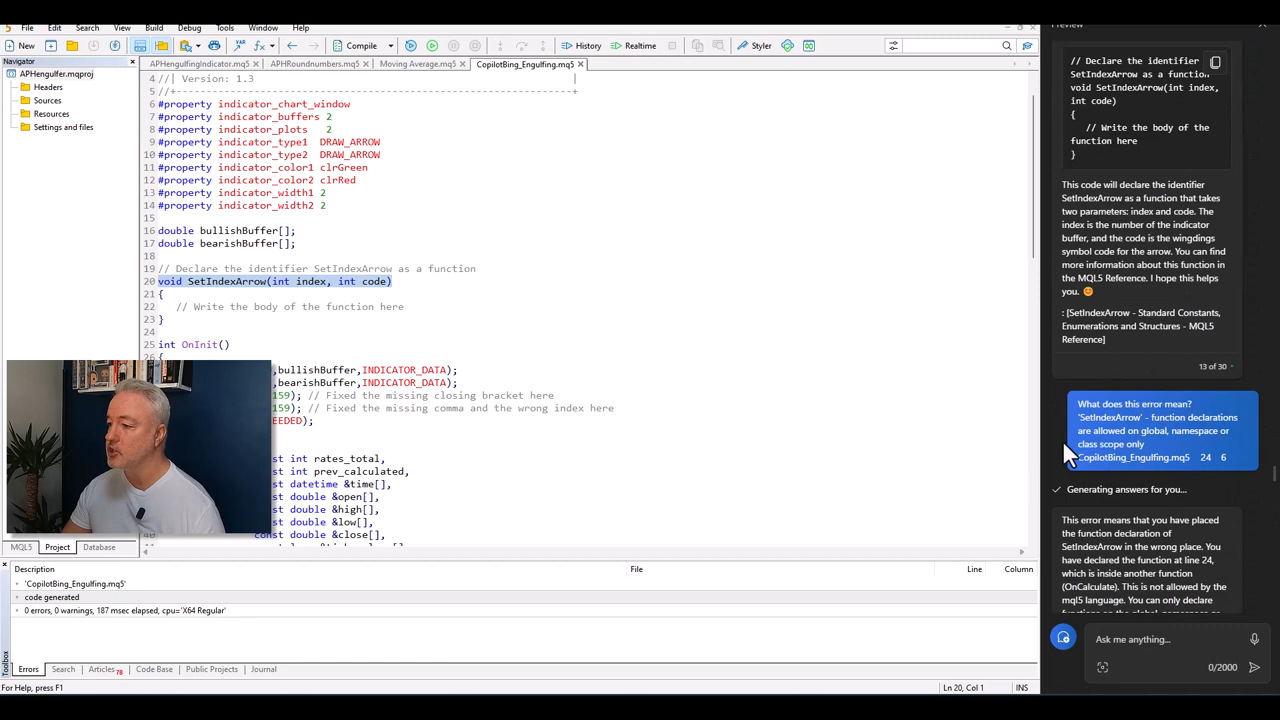 File Edit Search View Build Debug Tools Window Help
New Compile History Realtime Styler
Navigator
APHengulfer.mqproj
Headers
Sources
Resources
Settings and files
MQL5 Project Database
APHengulfingIndicator.mq5 APHRoundnumbers.mq5 Moving Average.mq5 CopilotBing_Engulfing.mq5
4 //| Version: 1.3 |
5 //+------------------------------------------------------------------+
6 #property indicator_chart_window
7 #property indicator_buffers 2
8 #property indicator_plots 2
9 #property indicator_type1 DRAW_ARROW
10 #property indicator_type2 DRAW_ARROW
11 #property indicator_color1 clrGreen
12 #property indicator_color2 clrRed
13 #property indicator_width1 2
14 #property indicator_width2 2
15
16 double bullishBuffer[];
17 double bearishBuffer[];
18
19 // Declare the identifier SetIndexArrow as a function
20 void SetIndexArrow(int index, int code)
21 {
22 // Write the body of the function here
23 }
24
25 int OnInit()
26 {
,bullishBuffer,INDICATOR_DATA);
,bearishBuffer,INDICATOR_DATA);
159); // Fixed the missing closing bracket here
159); // Fixed the missing comma and the wrong index here
EEDED);
const int rates_total,
const int prev_calculated,
const datetime &time[],
const double &open[],
const double &high[],
const double &low[],
const double &close[],
Description File Line Column
'CopilotBing_Engulfing.mq5'
code generated
0 errors, 0 warnings, 187 msec elapsed, cpu='X64 Regular'
Toolbox
Errors Search Articles 78 Code Base Public Projects Journal
For Help, press F1
Ln 20, Col 1 INS
// Declare the identifier
SetIndexArrow as a function
void SetIndexArrow(int index,
int code)
{
// Write the body of the
function here
}
This code will declare the identifier
SetIndexArrow as a function that takes
two parameters: index and code. The
index is the number of the indicator
buffer, and the code is the wingdings
symbol code for the arrow. You can find
more information about this function in
the MQL5 Reference. I hope this helps
you. 😊
: [SetIndexArrow - Standard Constants,
Enumerations and Structures - MQL5
Reference]
13 of 30
What does this error mean?
'SetIndexArrow' - function declarations
are allowed on global, namespace or
class scope only
CopilotBing_Engulfing.mq5 24 6
Generating answers for you...
This error means that you have placed
the function declaration of
SetIndexArrow in the wrong place. You
have declared the function at line 24,
which is inside another function
(OnCalculate). This is not allowed by the
mql5 language. You can only declare
Ask me anything...
0/2000